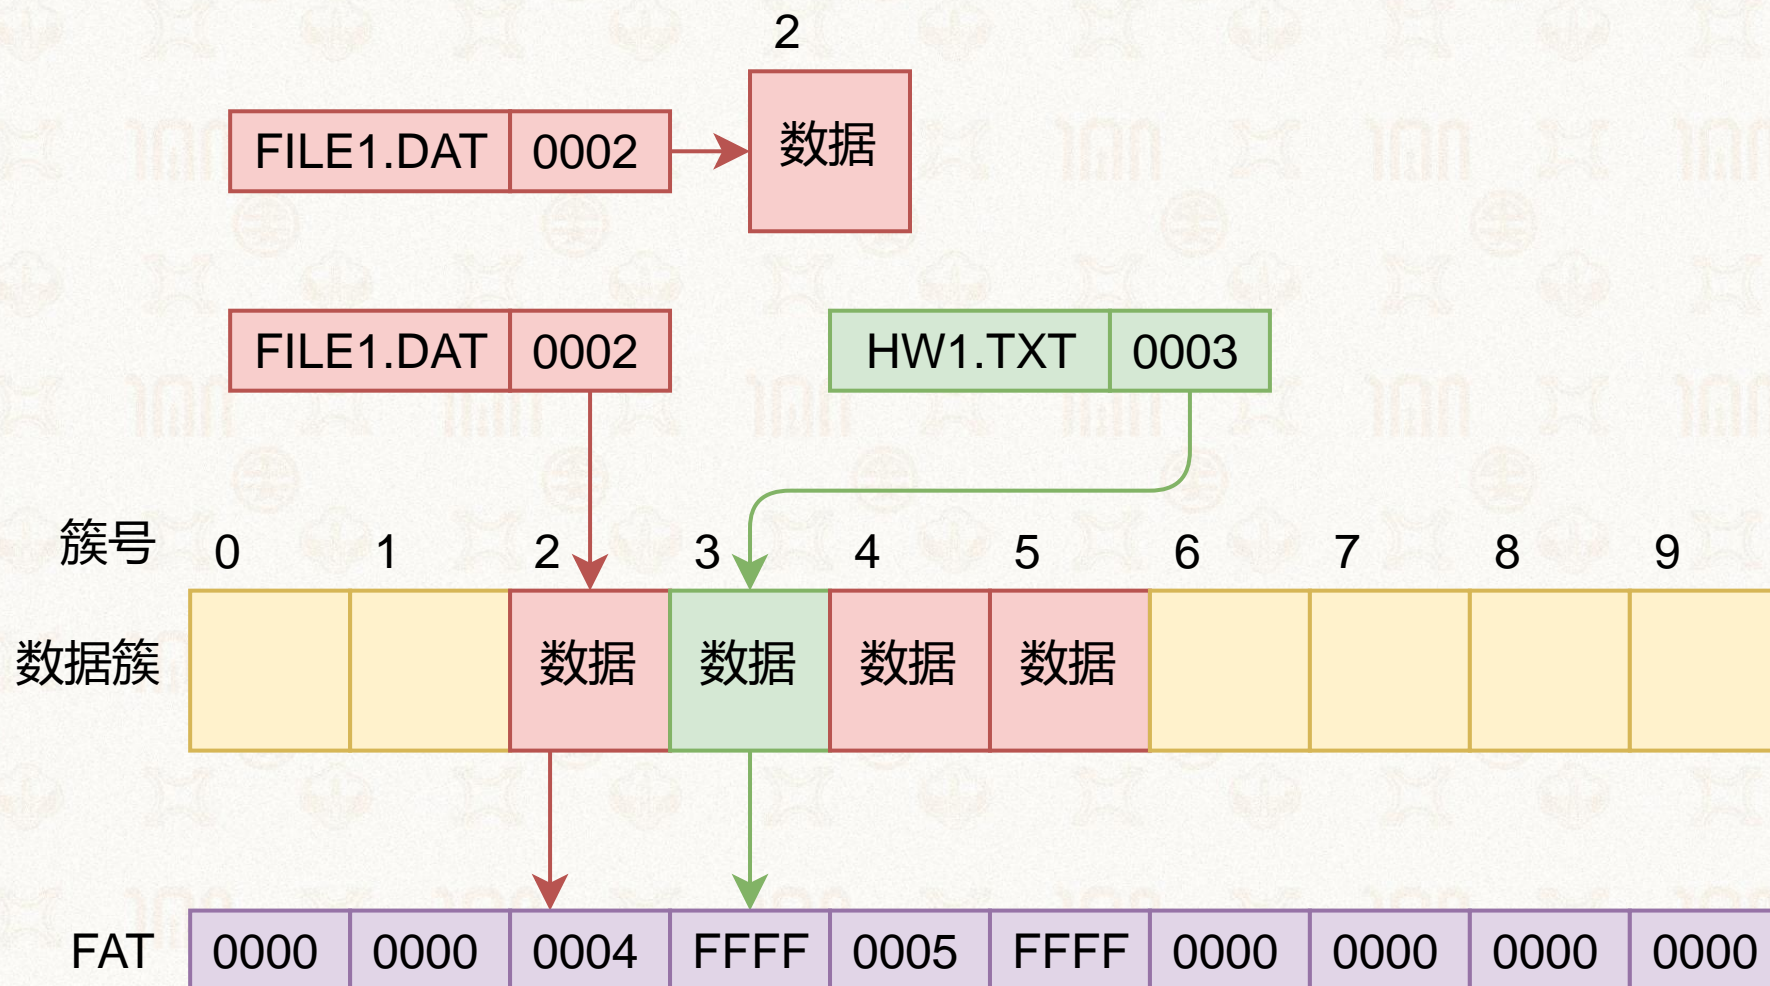 2
FILE1.DAT 0002 数据
FILE1.DAT 0002 HW1.TXT 0003
簇号 0 1 2 3 4 5 6 7 8 9
数据簇 数据 数据 数据 数据
FAT 0000 0000 0004 FFFF 0005 FFFF 0000 0000 0000 0000